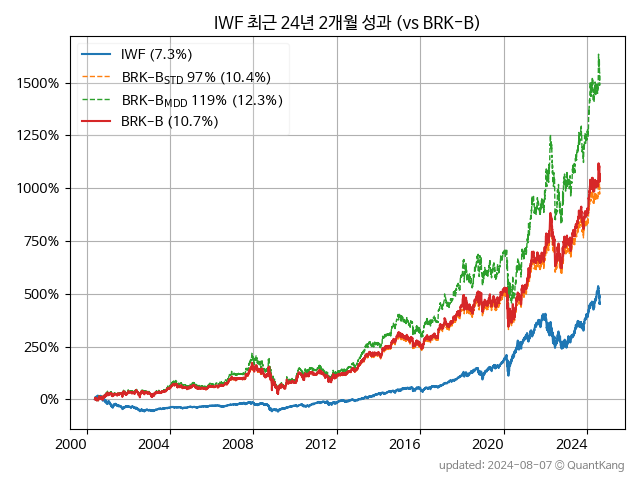 IWF 최근 24년 2개월 성과 (vs BRK-B)
IWF (7.3%)
BRK-BSTD 97% (10.4%)
BRK-BMDD 119% (12.3%)
BRK-B (10.7%)
1500%
1250%
1000%
750%
500%
250%
0%
2000 2004 2008 2012 2016 2020 2024
updated: 2024-08-07 © QuantKang